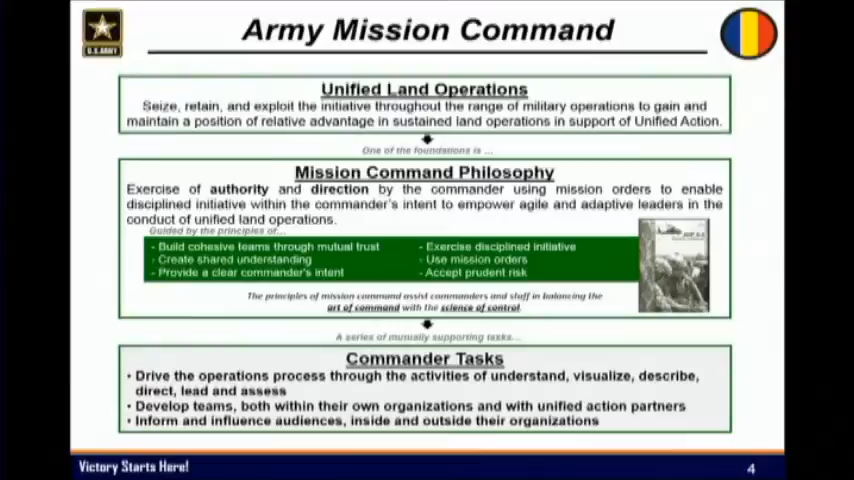 Army Mission Command
U.S.ARMY
Unified Land Operations
Seize, retain, and exploit the initiative throughout the range of military operations to gain and
maintain a position of relative advantage in sustained land operations in support of Unified Action.
One of the foundations is ...
Mission Command Philosophy
Exercise of authority and direction by the commander using mission orders to enable
disciplined initiative within the commander's intent to empower agile and adaptive leaders in the
conduct of unified land operations.
Guided by the principles of...
- Build cohesive teams through mutual trust
- Create shared understanding
- Provide a clear commander's intent
- Exercise disciplined initiative
- Use mission orders
- Accept prudent risk
The principles of mission command assist commanders and staff in balancing the
art of command with the science of control.
A series of mutually supporting tasks...
Commander Tasks
• Drive the operations process through the activities of understand, visualize, describe,
direct, lead and assess
• Develop teams, both within their own organizations and with unified action partners
• Inform and influence audiences, inside and outside their organizations
Victory Starts Here!
4